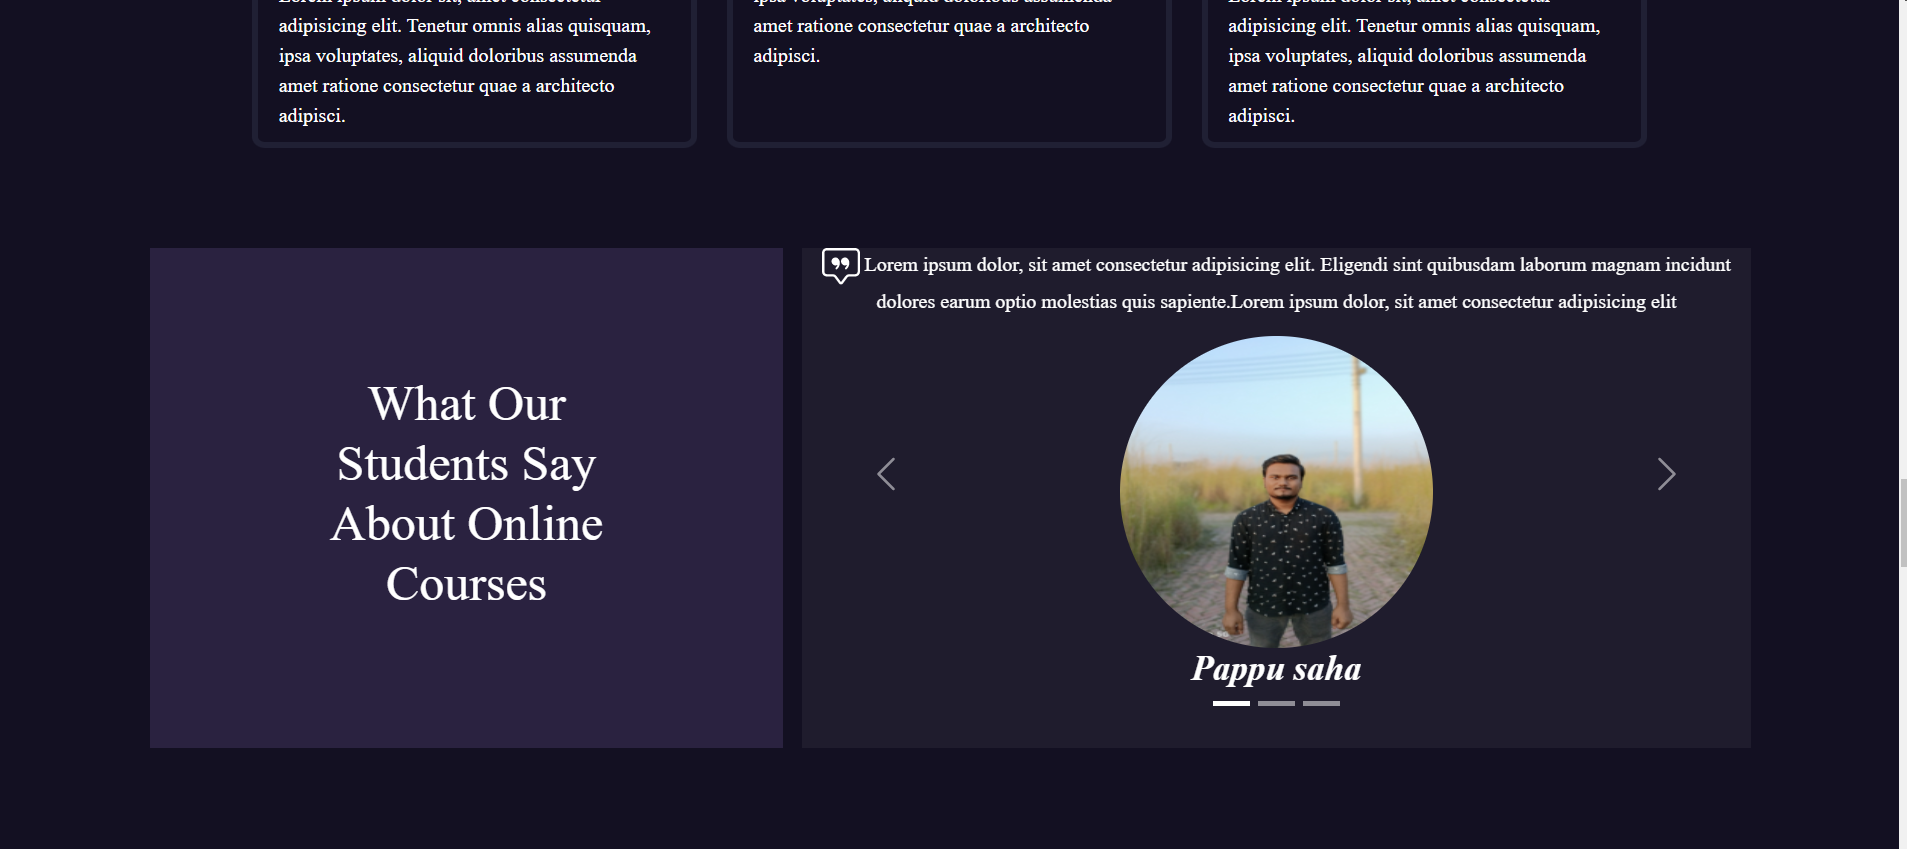 adipisicing elit. Tenetur omnis alias quisquam,
ipsa voluptates, aliquid doloribus assumenda
amet ratione consectetur quae a architecto
adipisci.
amet ratione consectetur quae a architecto
adipisci.
adipisicing elit. Tenetur omnis alias quisquam,
ipsa voluptates, aliquid doloribus assumenda
amet ratione consectetur quae a architecto
adipisci.
What Our
Students Say
About Online
Courses
Lorem ipsum dolor, sit amet consectetur adipisicing elit. Eligendi sint quibusdam laborum magnam incidunt
dolores earum optio molestias quis sapiente.Lorem ipsum dolor, sit amet consectetur adipisicing elit
Pappu saha